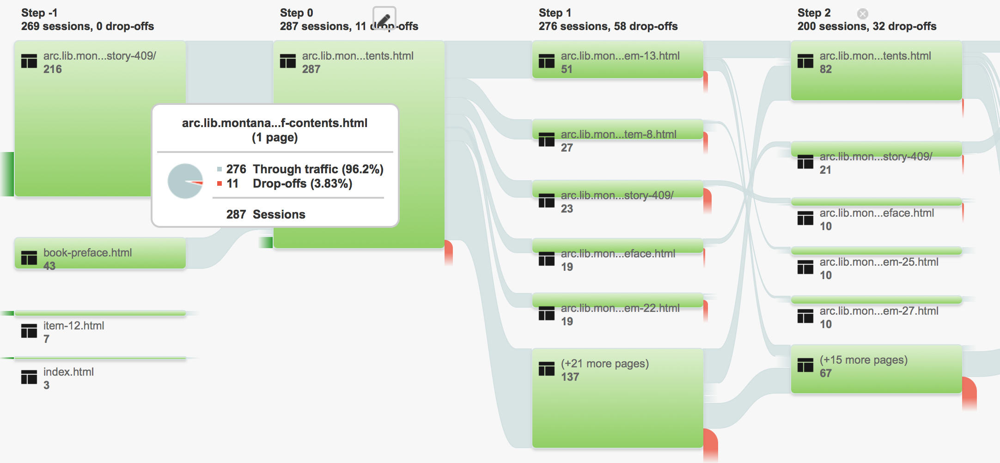 Step -1
269 sessions, 0 drop-offs
arc.lib.mon...story-409/
216
book-preface.html
43
item-12.html
7
index.html
3
Step 0
287 sessions, 11 drop-offs
arc.lib.mon...tents.html
287
arc.lib.montana...f-contents.html
(1 page)
276 Through traffic (96.2%)
11 Drop-offs (3.83%)
287 Sessions
Step 1
276 sessions, 58 drop-offs
arc.lib.mon...em-13.html
51
arc.lib.mon...tem-8.html
27
arc.lib.mon...story-409/
23
arc.lib.mon...eface.html
19
arc.lib.mon...em-22.html
19
(+21 more pages)
137
Step 2
200 sessions, 32 drop-offs
arc.lib.mon...tents.html
82
arc.lib.mon...story-409/
21
arc.lib.mon...eface.html
10
arc.lib.mon...em-25.html
10
arc.lib.mon...em-27.html
10
(+15 more pages)
67